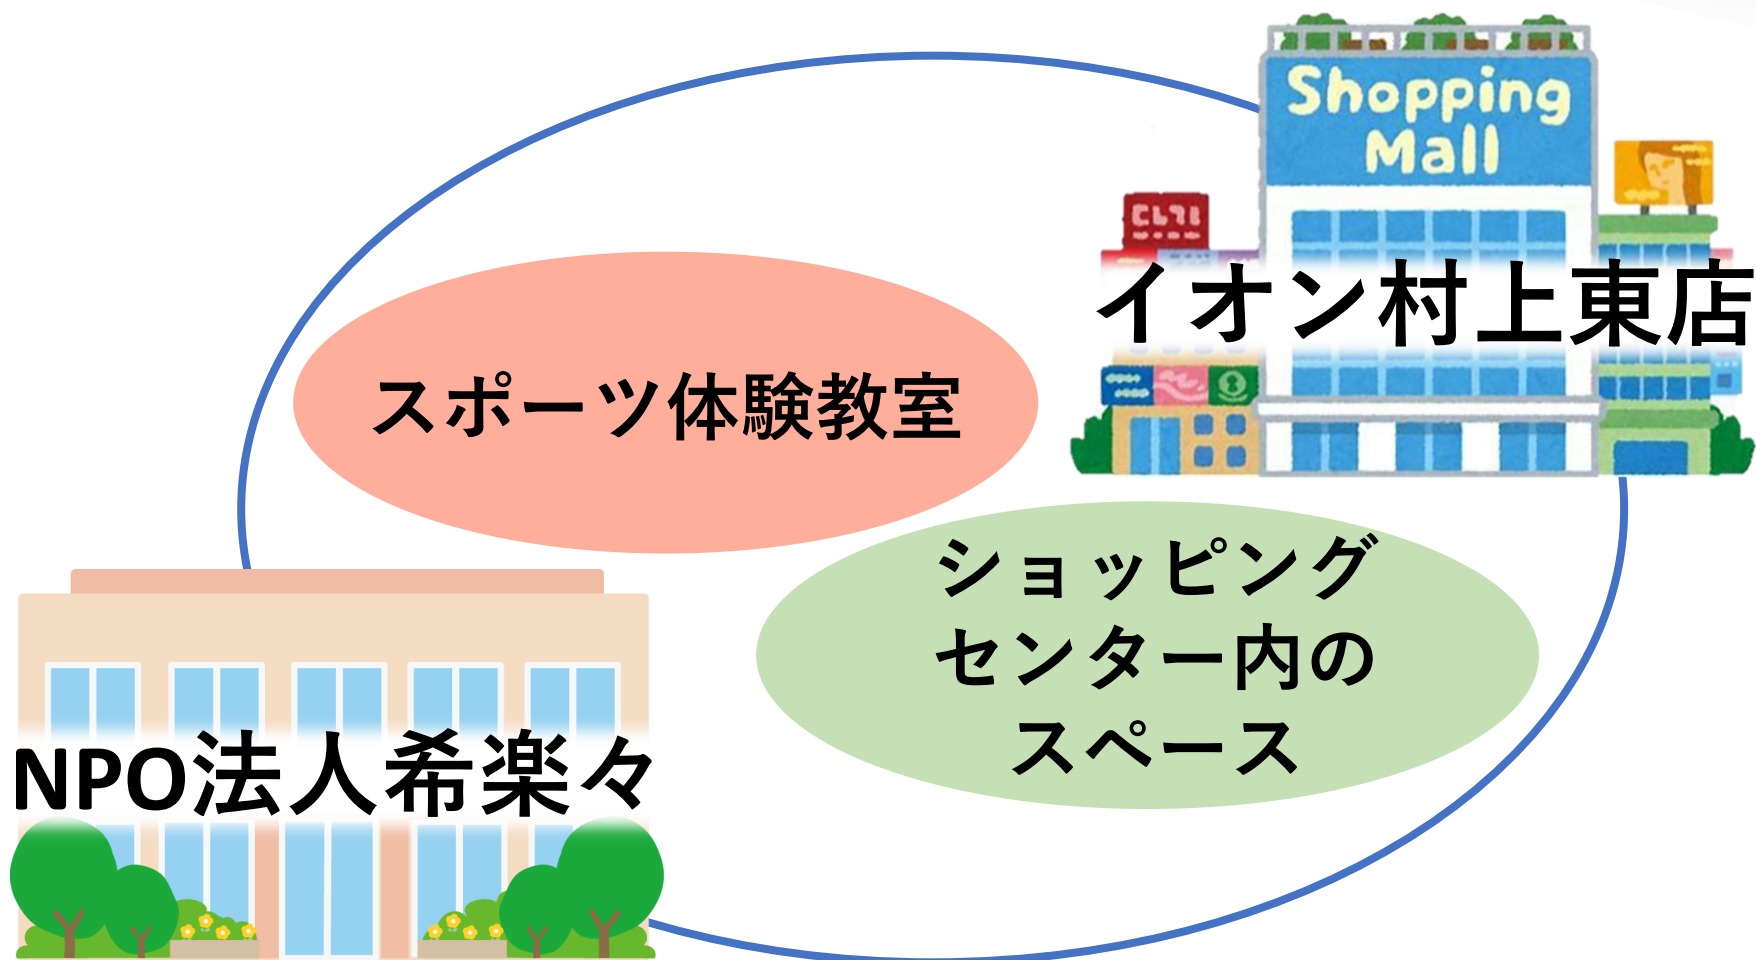 Shopping
Mall
イオン村上東店
スポーツ体験教室
ショッピング
センター内の
スペース
NPO法人希楽々